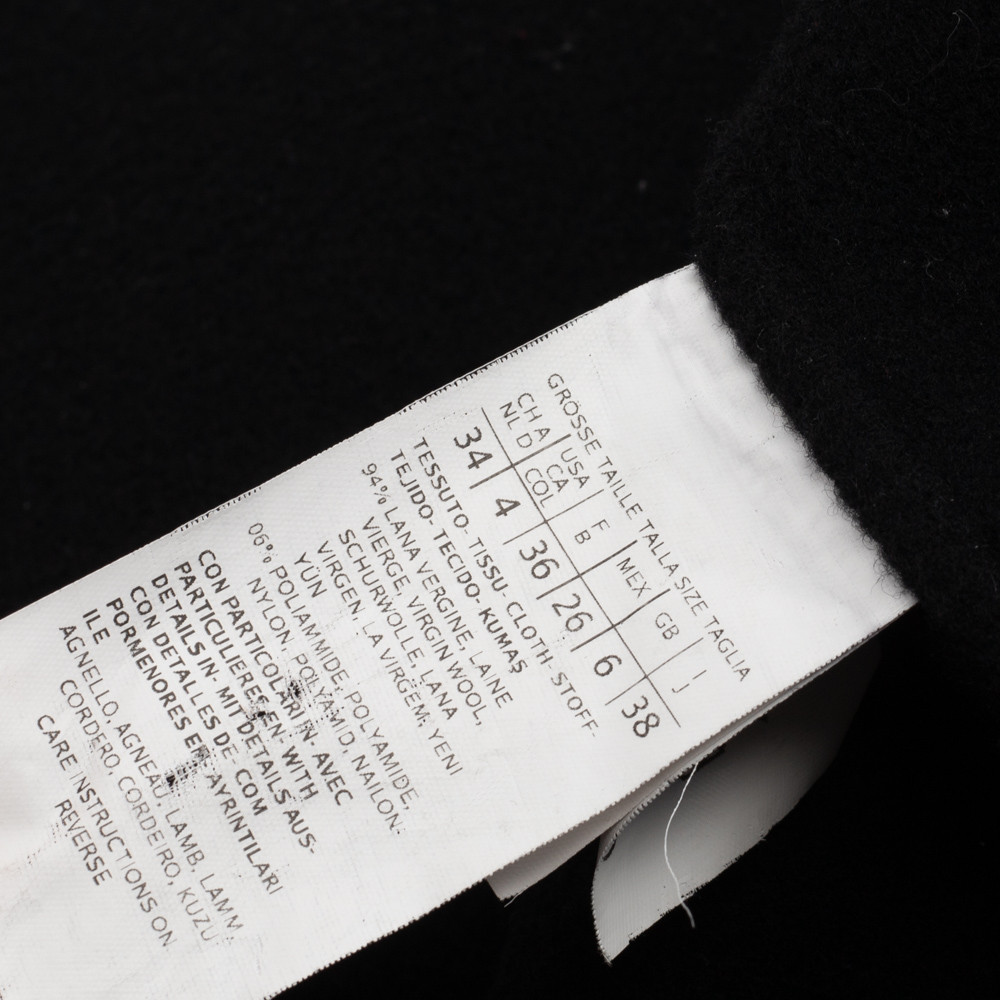 GRÖSSE TAILLE TALLA SIZE TAGLIA
CH A | USA | F | MEX | GB | I
NL D | CA COL | B | J
34 | 4 | 36 | 26 | 6 | 38
TESSUTO- TISSU- CLOTH- STOFF-
TEJIDO- TECIDO- KUMAŞ
94% LANA VERGINE, LAINE
VIERGE, VIRGIN WOOL,
SCHURWOLLE, LANA
VIRGEN, LA VIRGEM, YENI
YÜN
06% POLIAMMIDE, POLYAMIDE,
NYLON, POLYAMID, NAILON-
CON PARTICOLARI IN- AVEC
PARTICULIERES EN- WITH
DETAILS IN- MIT DETAILS AUS-
CON DETALLES DE- COM
PORMENORES EM- AYRINTILARI
ILE
AGNELLO, AGNEAU, LAMB, LAMM,
CORDERO, CORDEIRO, KUZU
CARE INSTRUCTIONS ON
REVERSE